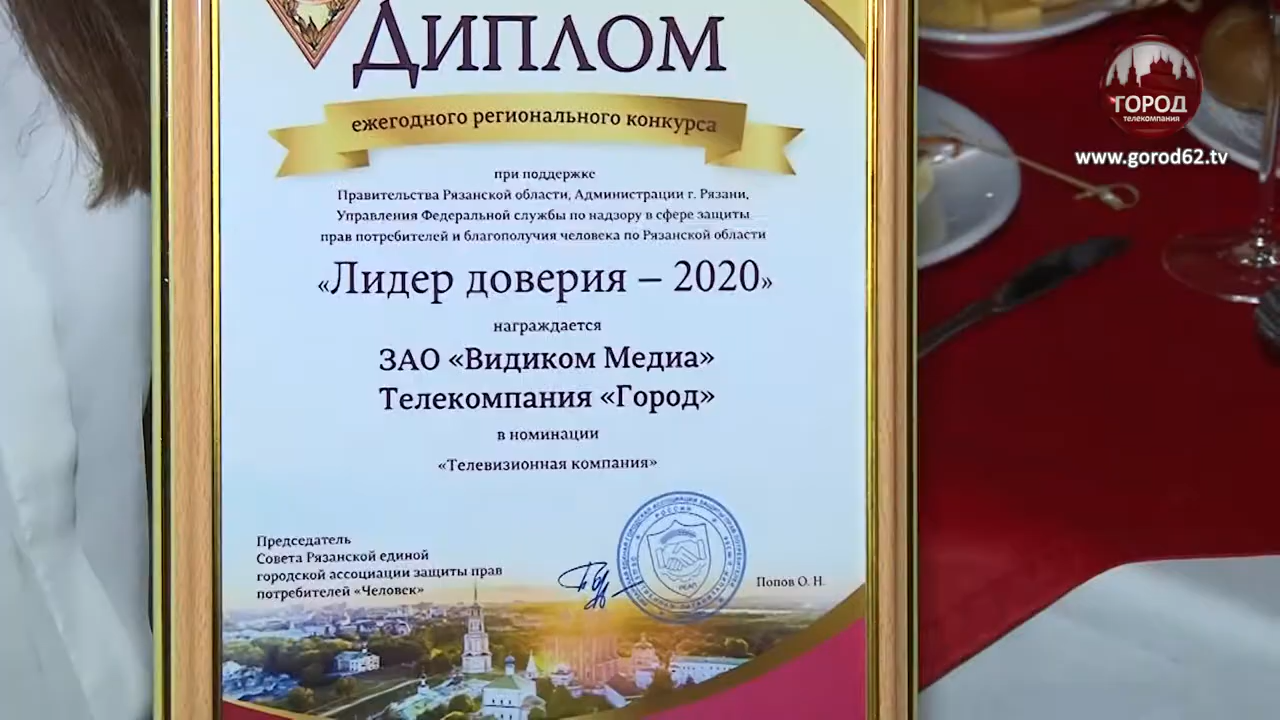 Диплом
ежегодного регионального конкурса
при поддержке
Правительства Рязанской области, Администрации г. Рязани,
Управления Федеральной службы по надзору в сфере защиты
прав потребителей и благополучия человека по Рязанской области
«Лидер доверия – 2020»
награждается
ЗАО «Видиком Медиа»
Телекомпания «Город»
в номинации
«Телевизионная компания»
Председатель
Совета Рязанской единой
городской ассоциации защиты прав
потребителей «Человек»
Попов О. Н.
РОССИЯ
ГОРОД
телекомпания
www.gorod62.tv